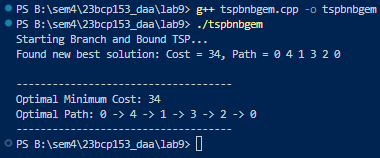 PS B:\sem4\23bcp153_daa\lab9> g++ tspbnbgem.cpp -o tspbnbgem
PS B:\sem4\23bcp153_daa\lab9> ./tspbnbgem
Starting Branch and Bound TSP...
Found new best solution: Cost = 34, Path = 0 4 1 3 2 0
-----------------------------------
Optimal Minimum Cost: 34
Optimal Path: 0 -> 4 -> 1 -> 3 -> 2 -> 0
-----------------------------------
PS B:\sem4\23bcp153_daa\lab9>